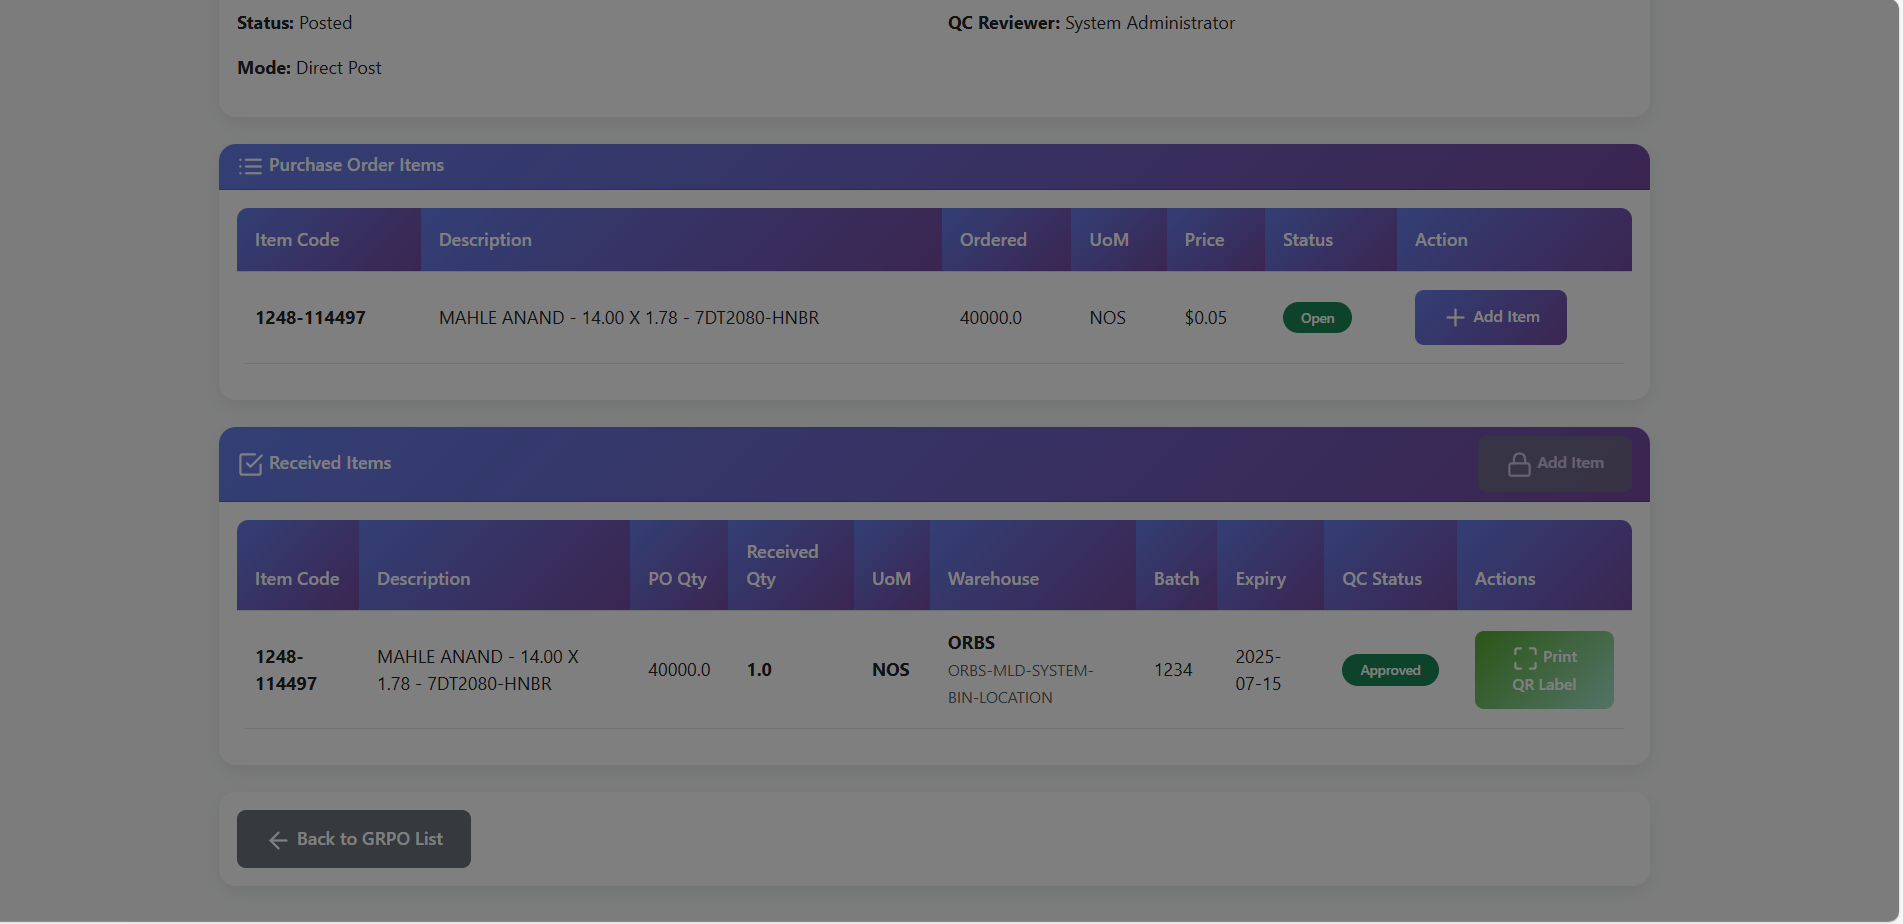 Status: Posted
QC Reviewer: System Administrator
Mode: Direct Post
Purchase Order Items
Item Code Description Ordered UoM Price Status Action
1248-114497 MAHLE ANAND - 14.00 X 1.78 - 7DT2080-HNBR 40000.0 NOS $0.05 Open Add Item
Received Items
Add Item
Item Code Description PO Qty Received Qty UoM Warehouse Batch Expiry QC Status Actions
1248-
114497
MAHLE ANAND - 14.00 X
1.78 - 7DT2080-HNBR
40000.0
1.0
NOS
ORBS
ORBS-MLD-SYSTEM-
BIN-LOCATION
1234
2025-
07-15
Approved
Print
QR Label
Back to GRPO List